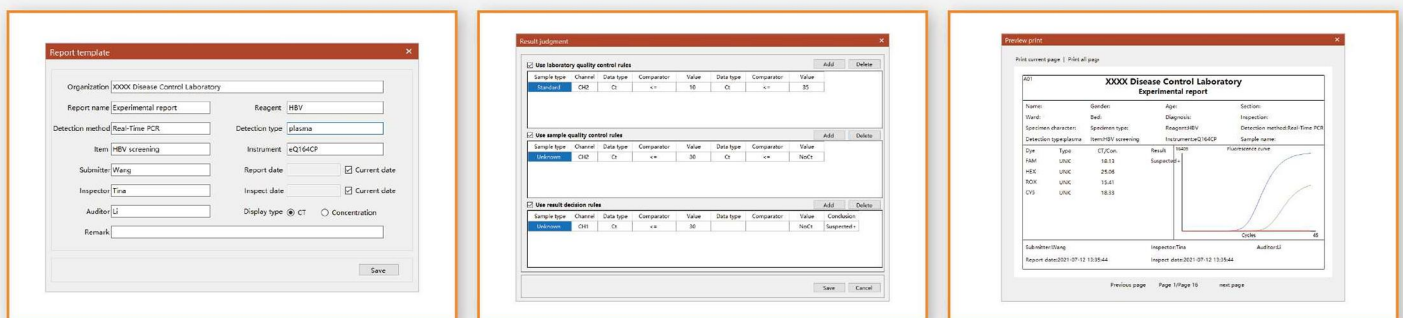 Report template
Organization XXXX Disease Control Laboratory
Report name Experimental report Reagent HBV
Detection method Real-Time PCR Detection type plasma
Item HBV screening Instrument eQ164CP
Submitter Wang Report date Current date
Inspector Tina Inspect date Current date
Auditor Li Display type CT Concentration
Remark
Save
Result judgment
Use laboratory quality control rules Add Delete
Sample type Channel Data type Comparator Value Data type Comparator Value
Standard CH2 Ct <= 10 Ct <= 35
Use sample quality control rules Add Delete
Sample type Channel Data type Comparator Value Data type Comparator Value
Unknown CH2 Ct <= 30 Ct <= NoCt
Use result decision rules Add Delete
Sample type Channel Data type Comparator Value Data type Comparator Value Conclusion
Unknown CH1 Ct <= 30 NoCt Suspected+
Save Cancel
Preview print
Print current page | Print all page
A01
XXXX Disease Control Laboratory
Experimental report
Name: Gender: Age: Section:
Ward: Bed: Diagnosis: Inspection:
Specimen character: Specimen type: Reagent:HBV Detection method:Real-Time PCR
Detection type:plasma Item:HBV screening Instrument:eQ164CP Sample name:
Dye Type CT/Con. Result Fluorescence curve
FAM UNK 18.13 Suspected+
HEX UNK 25.06
ROX UNK 15.41
CY5 UNK 18.33
Cycles 45
Submitter:Wang Inspector:Tina Auditor:Li
Report date:2021-07-12 13:35:44 Inspect date:2021-07-12 13:35:44
Previous page Page 1/Page 16 next page